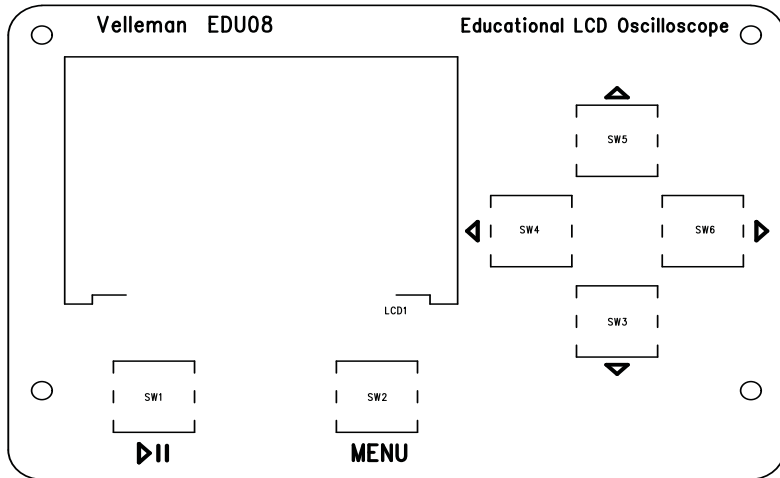 Velleman EDU08
Educational LCD Oscilloscope
SW5
SW4
SW6
LCD1
SW3
SW1
SW2
MENU